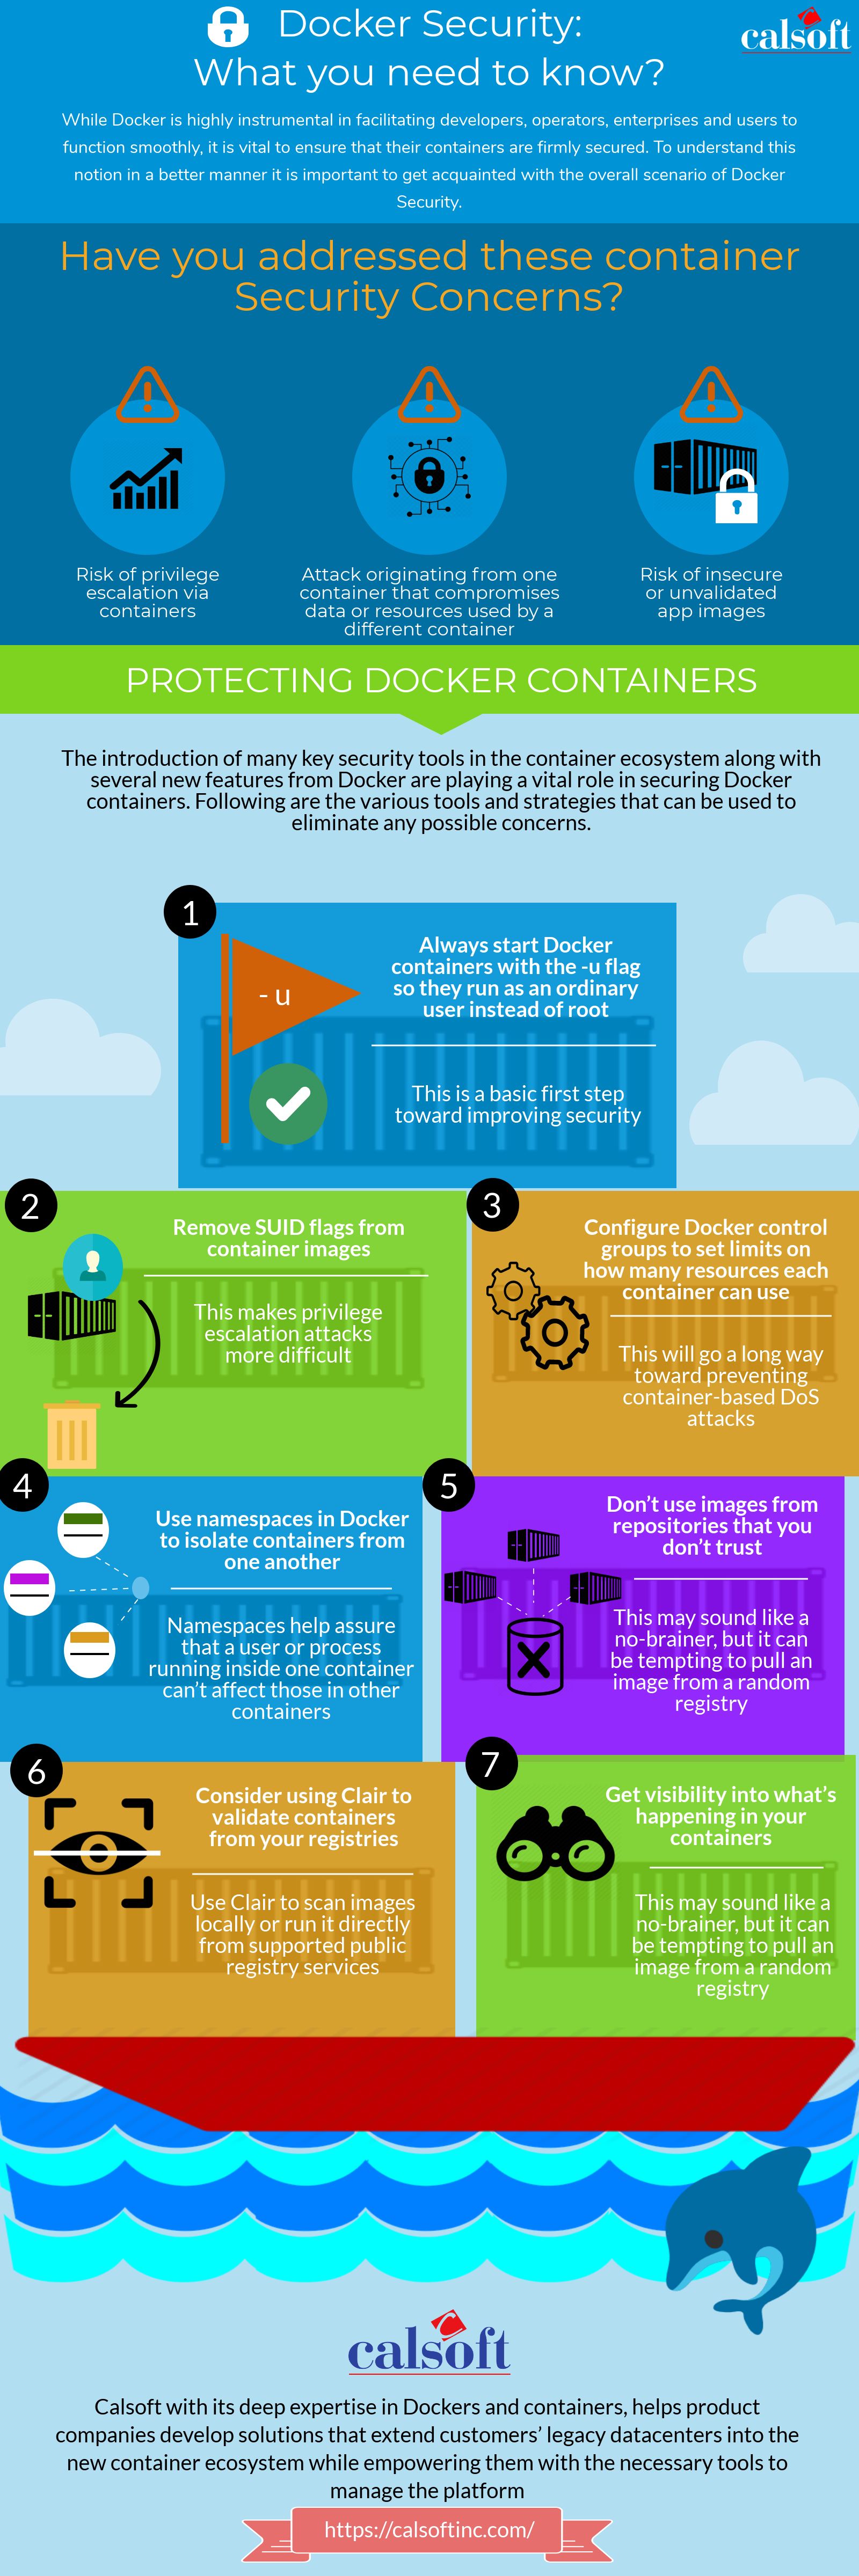 Docker Security:
What you need to know?
calsoft
While Docker is highly instrumental in facilitating developers, operators, enterprises and users to
function smoothly, it is vital to ensure that their containers are firmly secured. To understand this
notion in a better manner it is important to get acquainted with the overall scenario of Docker
Security.
Have you addressed these container
Security Concerns?
Risk of privilege
escalation via
containers
Attack originating from one
container that compromises
data or resources used by a
different container
Risk of insecure
or unvalidated
app images
PROTECTING DOCKER CONTAINERS
The introduction of many key security tools in the container ecosystem along with
several new features from Docker are playing a vital role in securing Docker
containers. Following are the various tools and strategies that can be used to
eliminate any possible concerns.
1
- u
Always start Docker
containers with the -u flag
so they run as an ordinary
user instead of root
This is a basic first step
toward improving security
2
Remove SUID flags from
container images
This makes privilege
escalation attacks
more difficult
3
Configure Docker control
groups to set limits on
how many resources each
container can use
This will go a long way
toward preventing
container-based DoS
attacks
4
Use namespaces in Docker
to isolate containers from
one another
Namespaces help assure
that a user or process
running inside one container
can't affect those in other
containers
5
Don't use images from
repositories that you
don't trust
This may sound like a
no-brainer, but it can
be tempting to pull an
image from a random
registry
6
Consider using Clair to
validate containers
from your registries
Use Clair to scan images
locally or run it directly
from supported public
registry services
7
Get visibility into what's
happening in your
containers
This may sound like a
no-brainer, but it can
be tempting to pull an
image from a random
registry
calsoft
Calsoft with its deep expertise in Dockers and containers, helps product
companies develop solutions that extend customers' legacy datacenters into the
new container ecosystem while empowering them with the necessary tools to
manage the platform
https://calsoftinc.com/